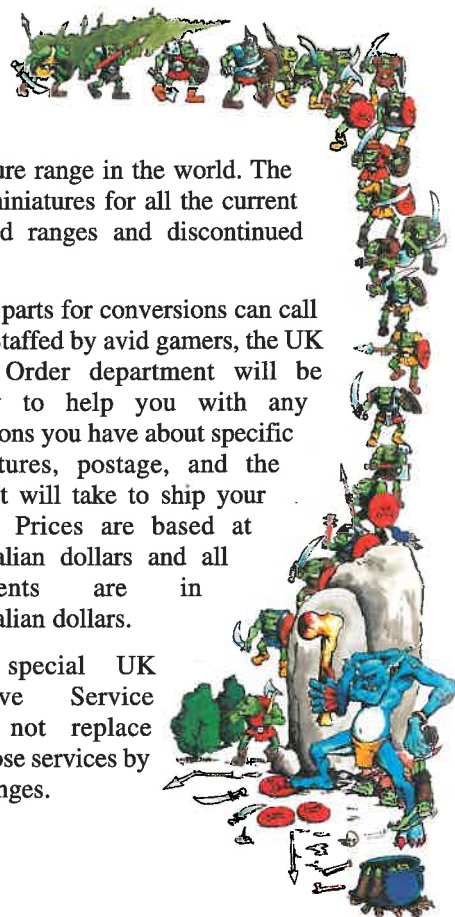 ure range in the world. The
miniatures for all the current
d ranges and discontinued
parts for conversions can call
Staffed by avid gamers, the UK
Order department will be
to help you with any
ons you have about specific
tures, postage, and the
t will take to ship your
Prices are based at
alian dollars and all
ents are in
alian dollars.
special UK
ve Service
not replace
ose services by
nges.